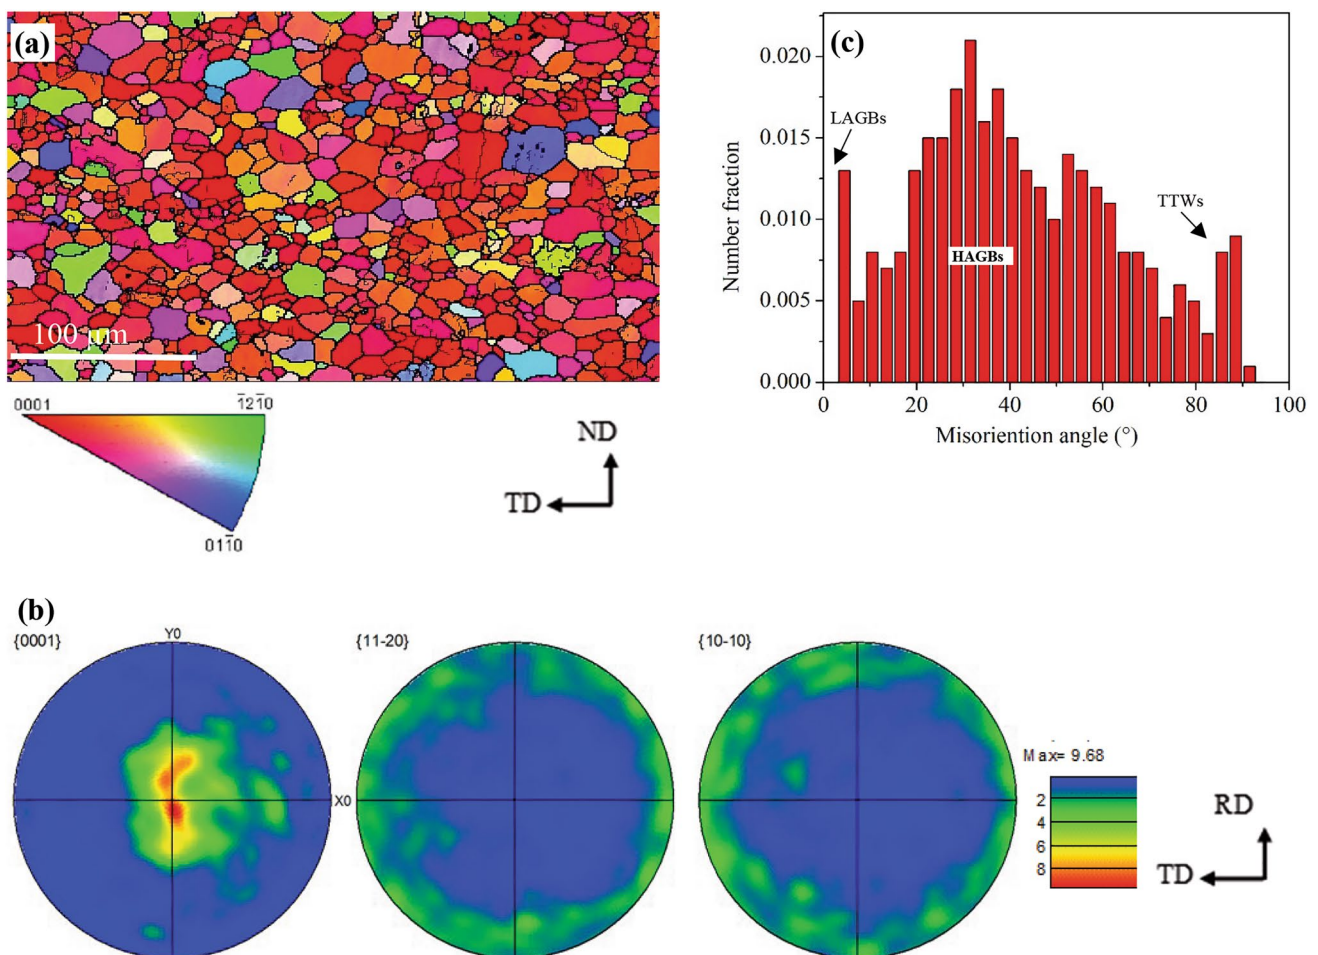 (a)
100 μm
0001
1̅21̅0
011̅0
ND
TD
(c)
0.020
0.015
0.010
0.005
0.000
Number fraction
LAGBs
HAGBs
TTWs
0 20 40 60 80 100
Misoriention angle (°)
(b)
{0001}
Y0
X0
{11-20}
{10-10}
Max= 9.68
2
4
6
8
RD
TD